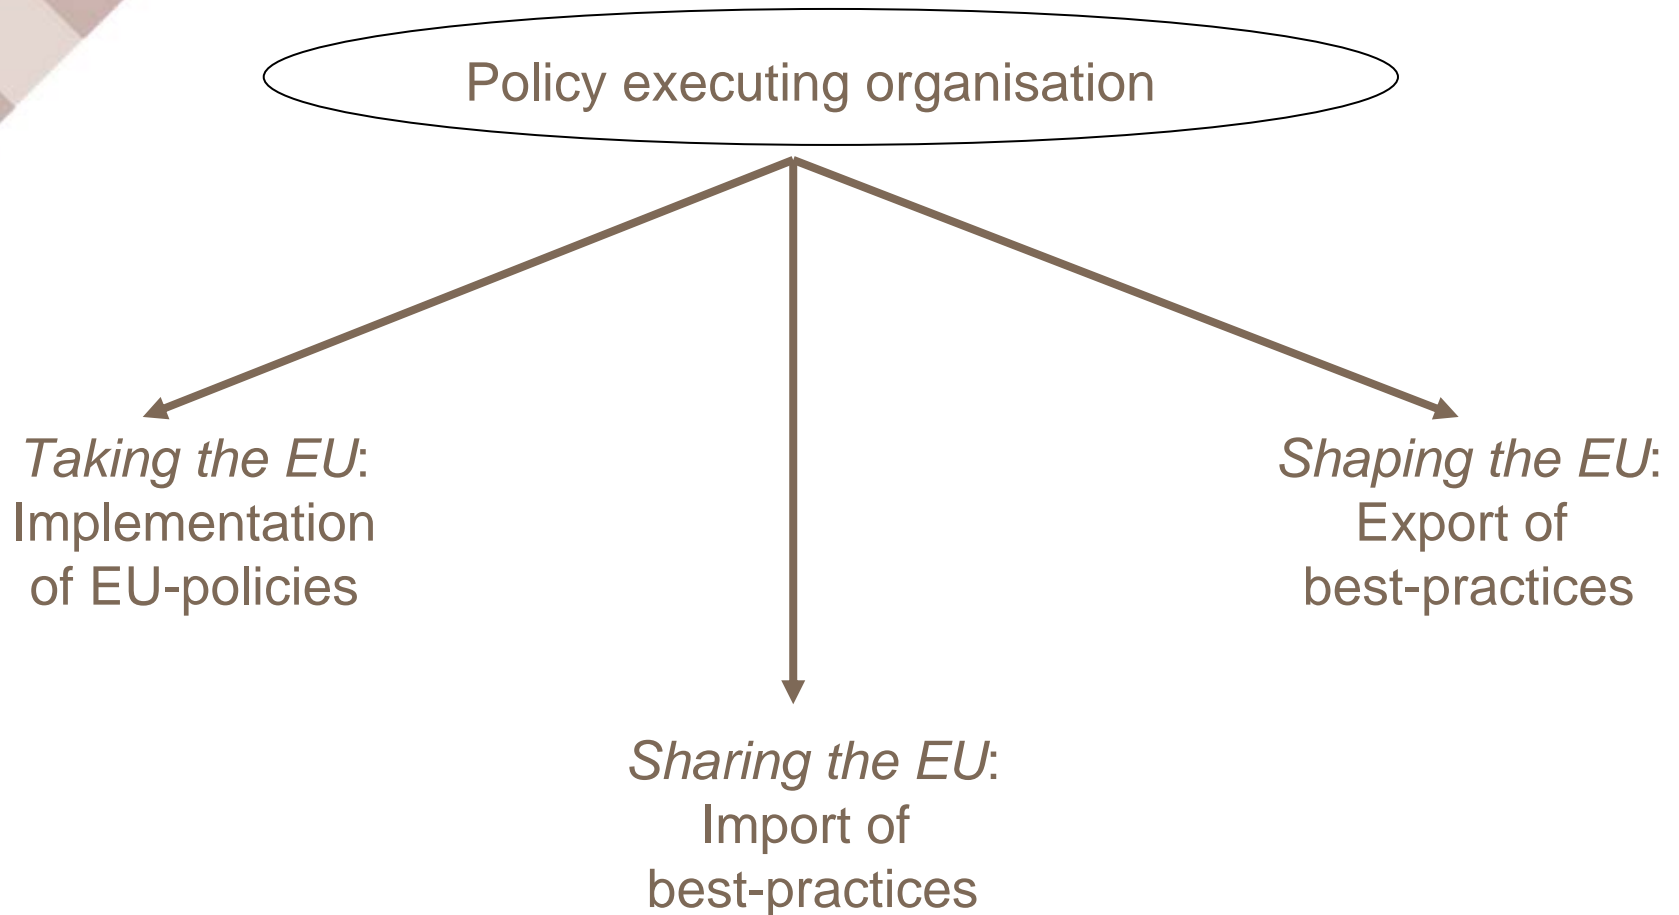 Policy executing organisation
Taking the EU:
Implementation
of EU-policies
Sharing the EU:
Import of
best-practices
Shaping the EU:
Export of
best-practices